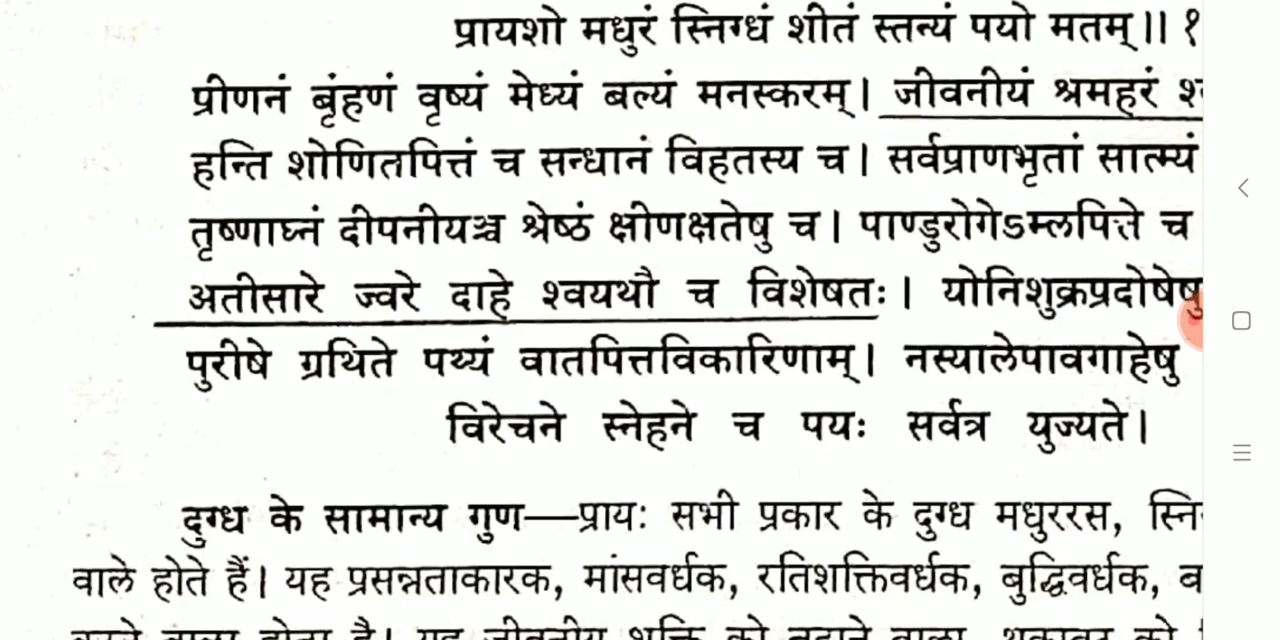 प्रायशो मधुरं स्निग्धं शीतं स्तन्यं पयो मतम्।। १
प्रीणनं बृंहणं वृष्यं मेध्यं बल्यं मनस्करम्। जीवनीयं श्रमहरं
हन्ति शोणितपित्तं च सन्धानं विहतस्य च। सर्वप्राणभृतां सात्म्यं
तृष्णाघ्नं दीपनीयञ्च श्रेष्ठं क्षीणक्षतेषु च। पाण्डुरोगेऽम्लपित्ते च
अतीसारे ज्वरे दाहे श्वयथौ च विशेषतः। योनिशुक्रप्रदोषेषु
पुरीषे ग्रथिते पथ्यं वातपित्तविकारिणाम्। नस्यालेपावगाहेषु
विरेचने स्नेहने च पयः सर्वत्र युज्यते।
दुग्ध के सामान्य गुण—प्रायः सभी प्रकार के दुग्ध मधुररस,
वाले होते हैं। यह प्रसन्नताकारक, मांसवर्धक, रतिशक्तिवर्धक, बुद्धिवर्धक,